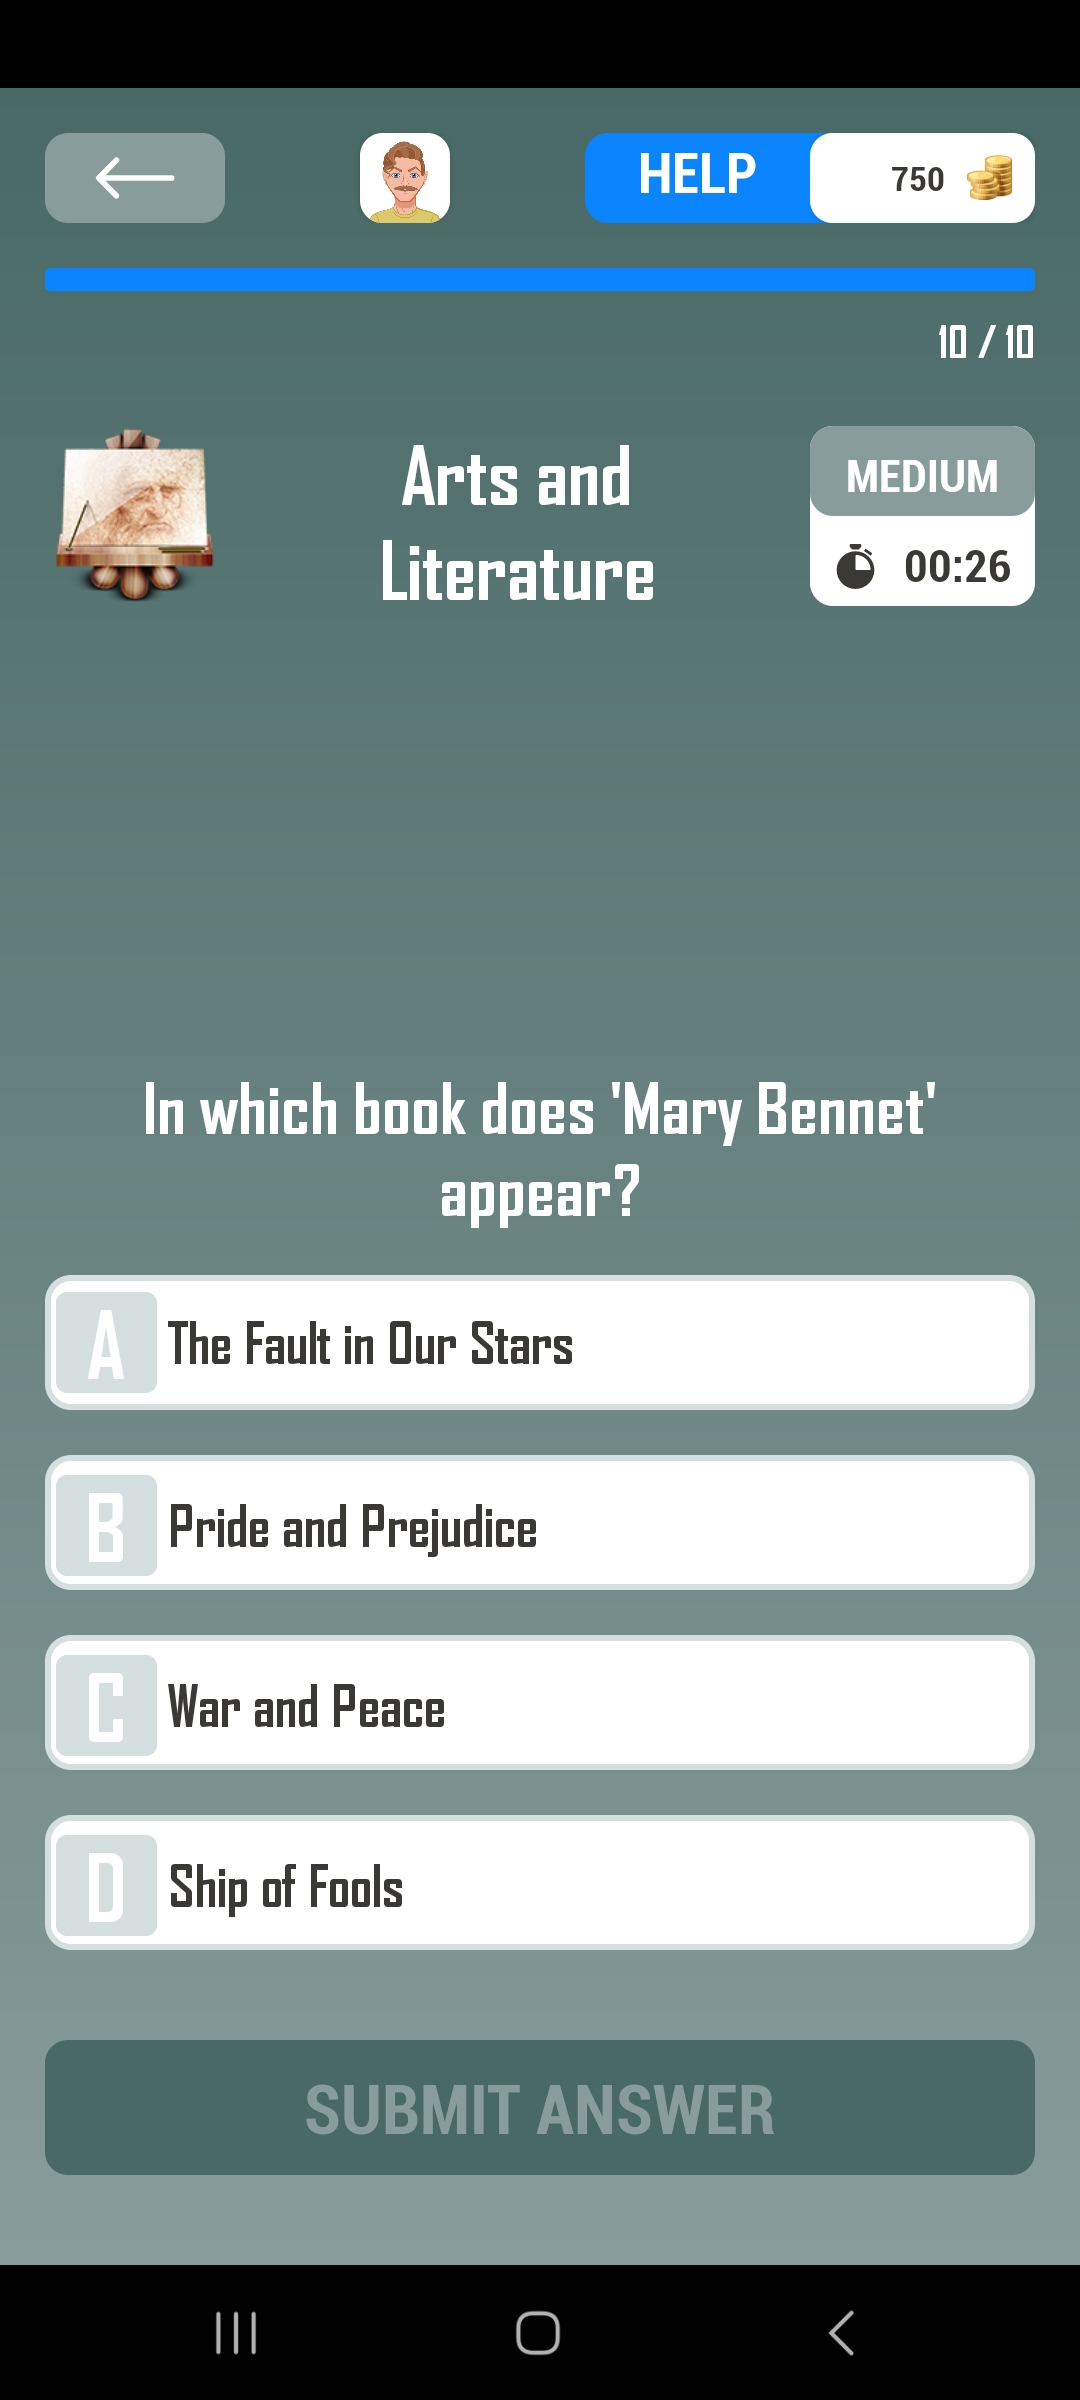 HELP
750
10 / 10
Arts and
Literature
MEDIUM
00:26
In which book does 'Mary Bennet'
appear?
A The Fault in Our Stars
B Pride and Prejudice
C War and Peace
D Ship of Fools
SUBMIT ANSWER